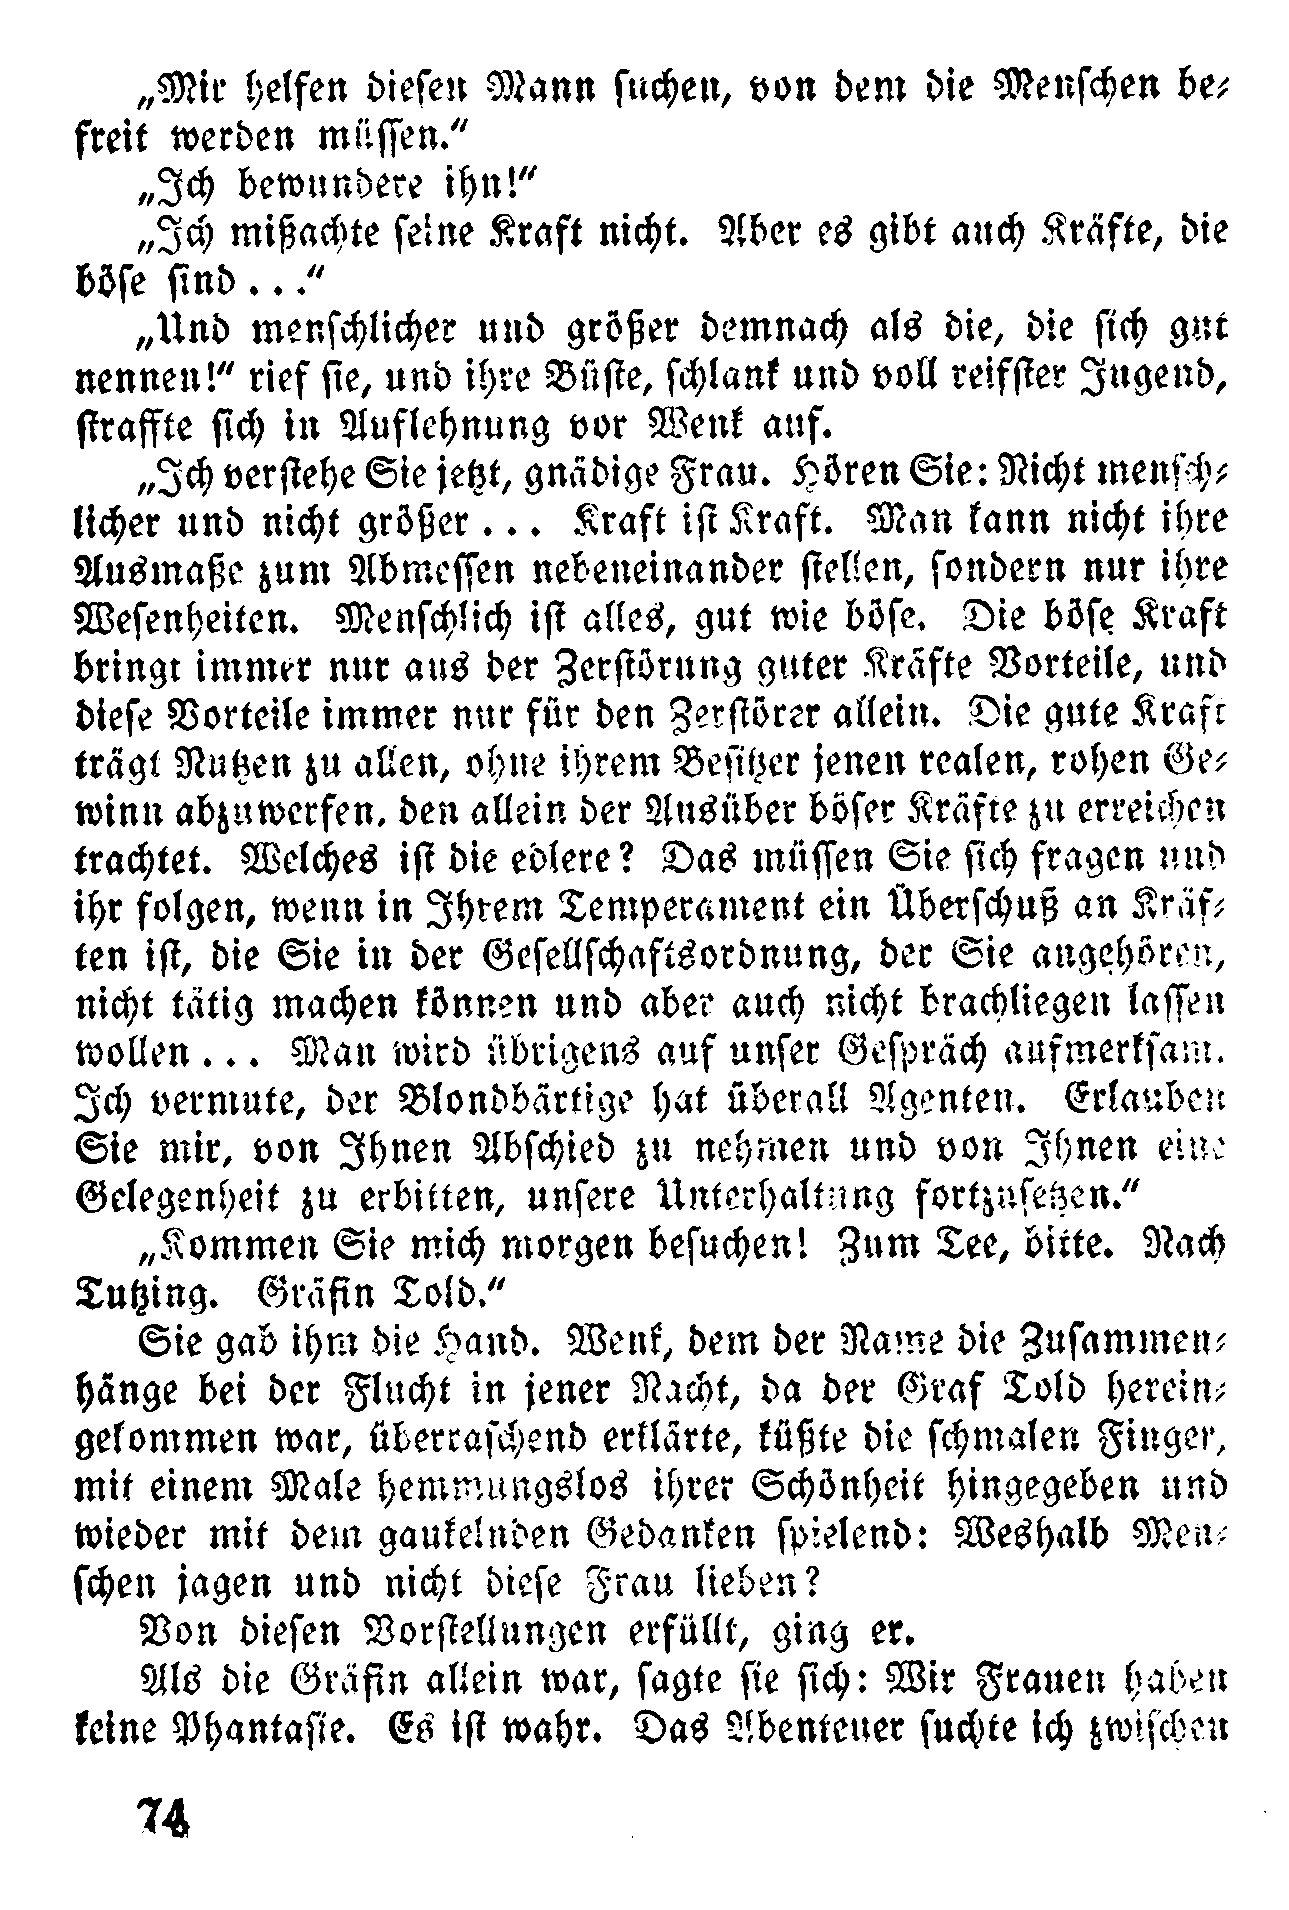 „Mir helfen diesen Mann suchen, von dem die Menschen be-
freit werden müssen.“
„Ich bewundere ihn!“
„Ich mißachte seine Kraft nicht. Aber es gibt auch Kräfte, die
böse sind . . .“
„Und menschlicher und größer demnach als die, die sich gut
nennen!“ rief sie, und ihre Büste, schlank und voll reifster Jugend,
straffte sich in Auflehnung vor Wenk auf.
„Ich verstehe Sie jetzt, gnädige Frau. Hören Sie: Nicht mensch-
licher und nicht größer . . . Kraft ist Kraft. Man kann nicht ihre
Ausmaße zum Abmessen nebeneinander stellen, sondern nur ihre
Wesenheiten. Menschlich ist alles, gut wie böse. Die böse Kraft
bringt immer nur aus der Zerstörung guter Kräfte Vorteile, und
diese Vorteile immer nur für den Zerstörer allein. Die gute Kraft
trägt Nutzen zu allen, ohne ihrem Besitzer jenen realen, rohen Ge-
winn abzuwerfen, den allein der Ausüber böser Kräfte zu erreichen
trachtet. Welches ist die edlere? Das müssen Sie sich fragen und
ihr folgen, wenn in Ihrem Temperament ein Überschuß an Kräf-
ten ist, die Sie in der Gesellschaftsordnung, der Sie angehören,
nicht tätig machen können und aber auch nicht brachliegen lassen
wollen . . . Man wird übrigens auf unser Gespräch aufmerksam.
Ich vermute, der Blondbärtige hat überall Agenten. Erlauben
Sie mir, von Ihnen Abschied zu nehmen und von Ihnen eine
Gelegenheit zu erbitten, unsere Unterhaltung fortzusetzen.“
„Kommen Sie mich morgen besuchen! Zum Tee, bitte. Nach
Tutzing. Gräfin Told.“
Sie gab ihm die Hand. Wenk, dem der Name die Zusammen-
hänge bei der Flucht in jener Nacht, da der Graf Told herein-
gekommen war, überraschend erklärte, küßte die schmalen Finger,
mit einem Male hemmungslos ihrer Schönheit hingegeben und
wieder mit dem gaukelnden Gedanken spielend: Weshalb Men-
schen jagen und nicht diese Frau lieben?
Von diesen Vorstellungen erfüllt, ging er.
Als die Gräfin allein war, sagte sie sich: Wir Frauen haben
keine Phantasie. Es ist wahr. Das Abenteuer suchte ich zwischen
74